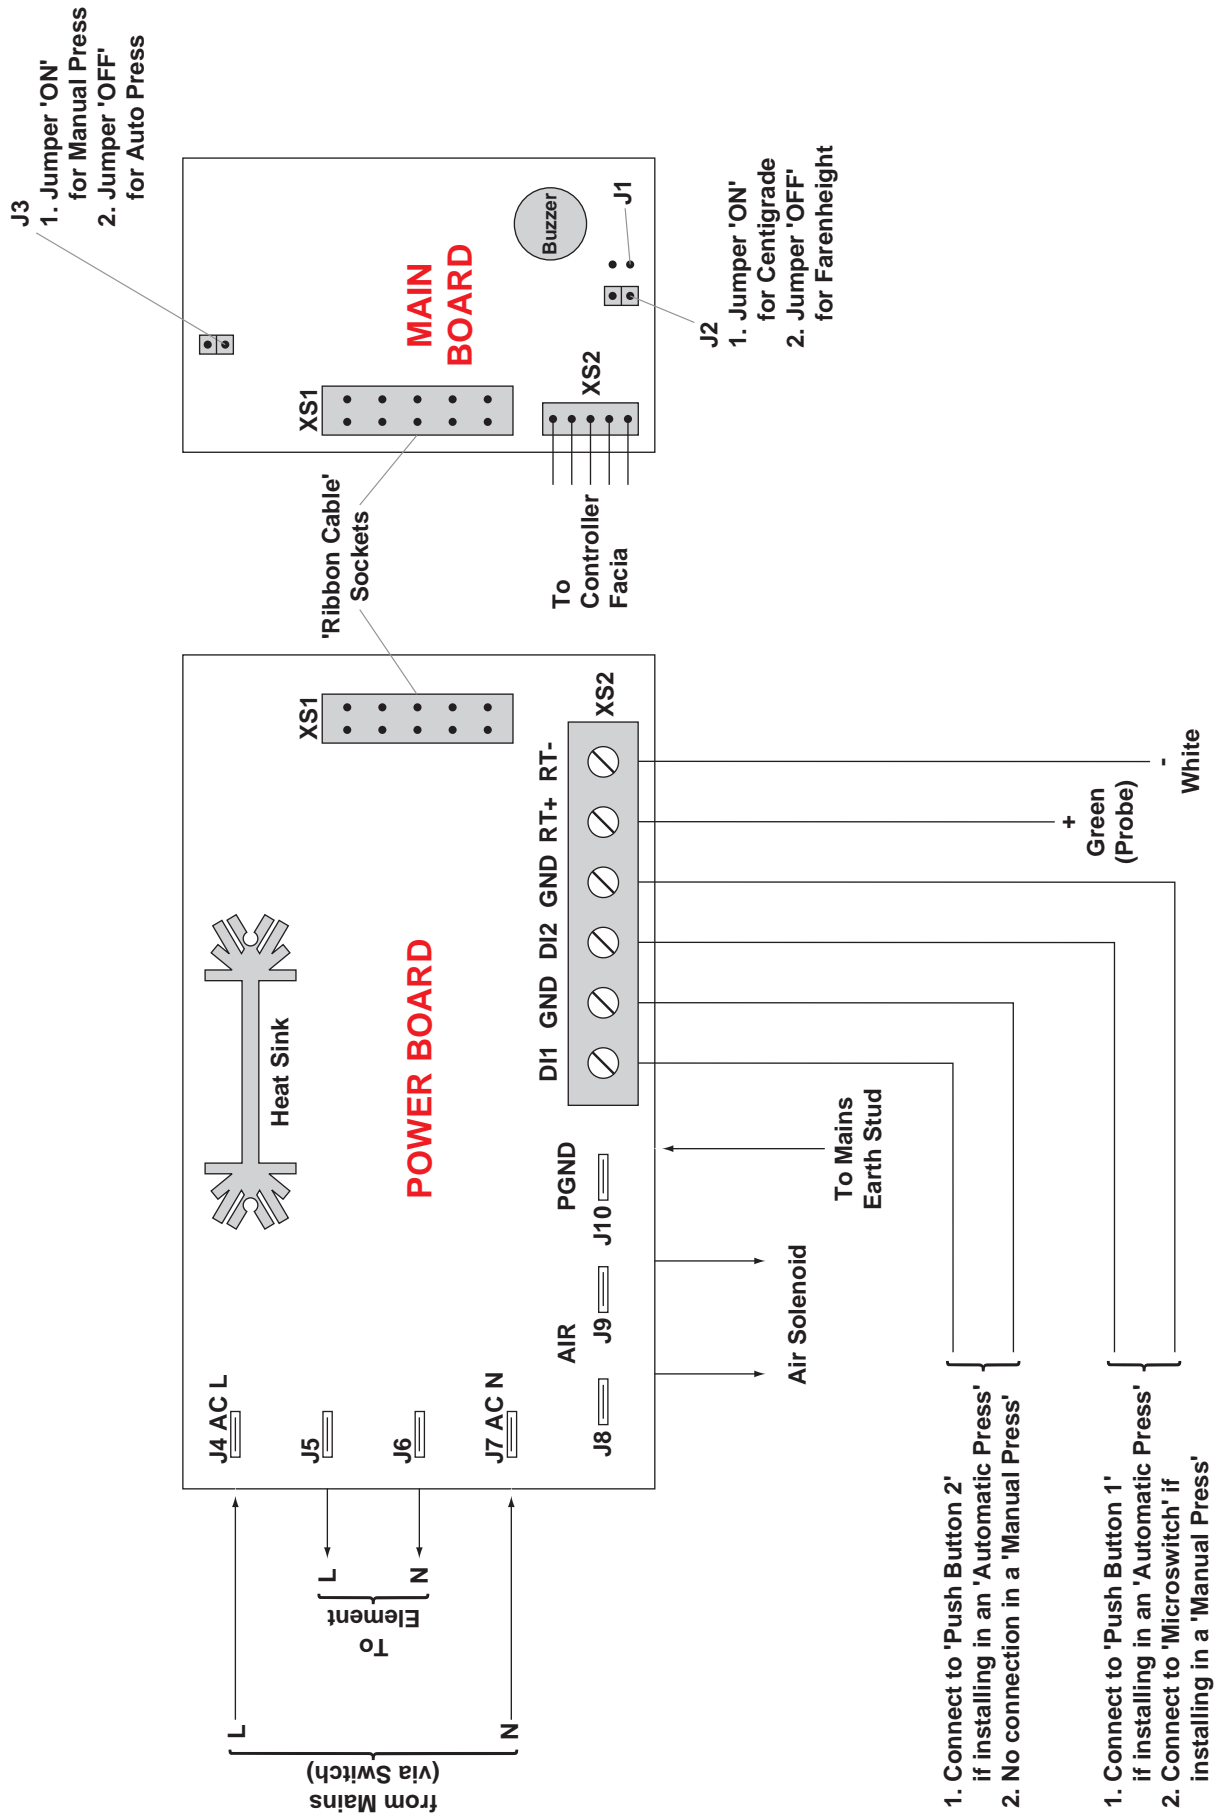 J3
1. Jumper 'ON'
for Manual Press
2. Jumper 'OFF'
for Auto Press
MAIN
BOARD
Buzzer
J1
XS1
XS2
J2
1. Jumper 'ON'
for Centigrade
2. Jumper 'OFF'
for Farenheight
'Ribbon Cable'
Sockets
To
Controller
Facia
POWER BOARD
Heat Sink
XS1
XS2
J4 AC L
J5
J6
J7 AC N
J8
AIR
J9
J10
PGND
DI1
GND
DI2
GND
RT+
RT-
from Mains
(via Switch)
L
N
To
Element
L
N
Air Solenoid
To Mains
Earth Stud
+
Green
(Probe)
-
White
1. Connect to 'Push Button 2'
if installing in an 'Automatic Press'
2. No connection in a 'Manual Press'
1. Connect to 'Push Button 1'
if installing in an 'Automatic Press'
2. Connect to 'Microswitch' if
installing in a 'Manual Press'